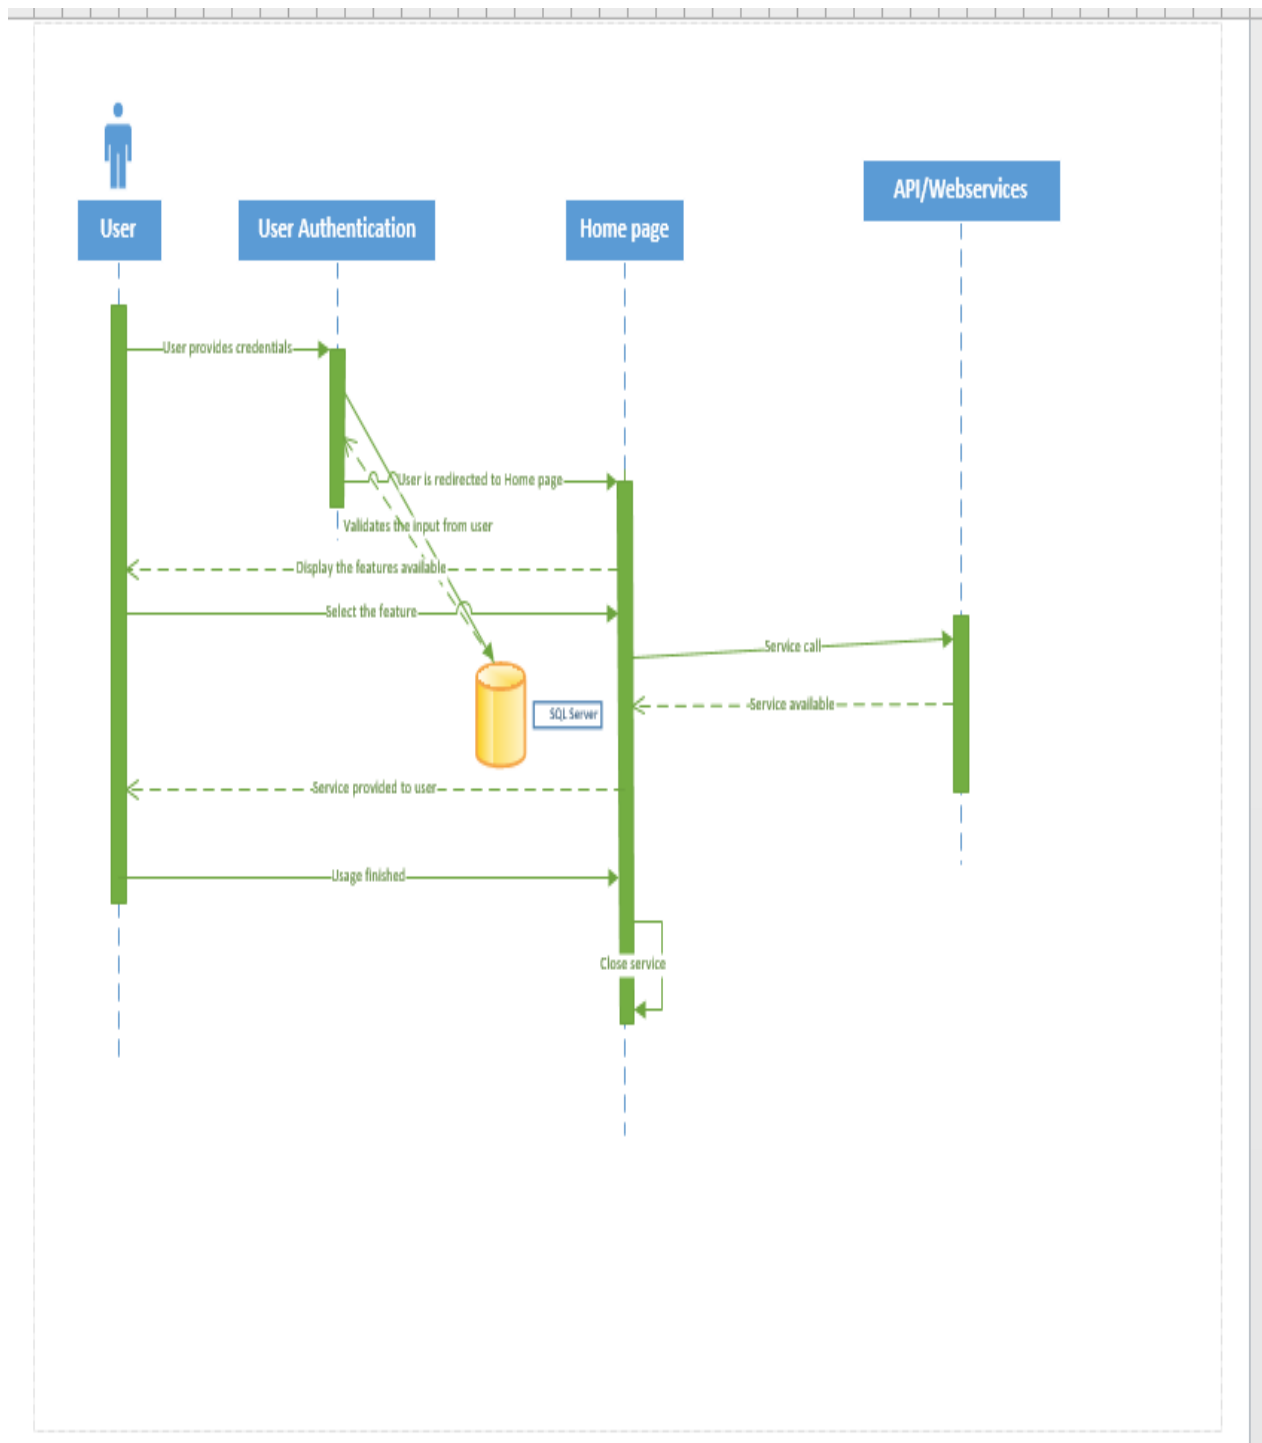 API/Webservices
User
User Authentication
Home page
User provides credentials
User is redirected to Home page
Validates the input from user
Display the features available
Select the feature
Service call
Service available
SQL Server
Service provided to user
Usage finished
Close service